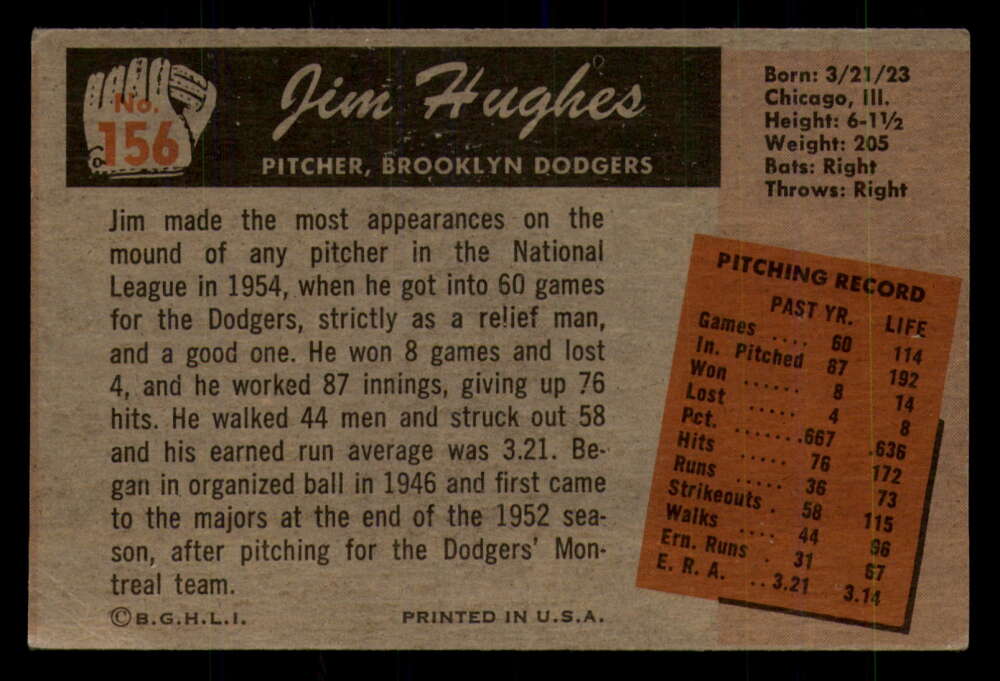 No.
156
Jim Hughes
PITCHER, BROOKLYN DODGERS
Born: 3/21/23
Chicago, Ill.
Height: 6-1½
Weight: 205
Bats: Right
Throws: Right
Jim made the most appearances on the
mound of any pitcher in the National
League in 1954, when he got into 60 games
for the Dodgers, strictly as a relief man,
and a good one. He won 8 games and lost
4, and he worked 87 innings, giving up 76
hits. He walked 44 men and struck out 58
and his earned run average was 3.21. Be-
gan in organized ball in 1946 and first came
to the majors at the end of the 1952 sea-
son, after pitching for the Dodgers' Mon-
treal team.
©B.G.H.L.I. PRINTED IN U.S.A.
PITCHING RECORD
PAST YR. LIFE
Games .... 60 114
In. Pitched 87 192
Won ...... 8 14
Lost ..... 4 8
Pct. .......667 .636
Hits ..... 76 172
Runs ..... 36 73
Strikeouts . 58 115
Walks .... 44 96
Ern. Runs . 31 67
E. R. A. ..3.21 3.14